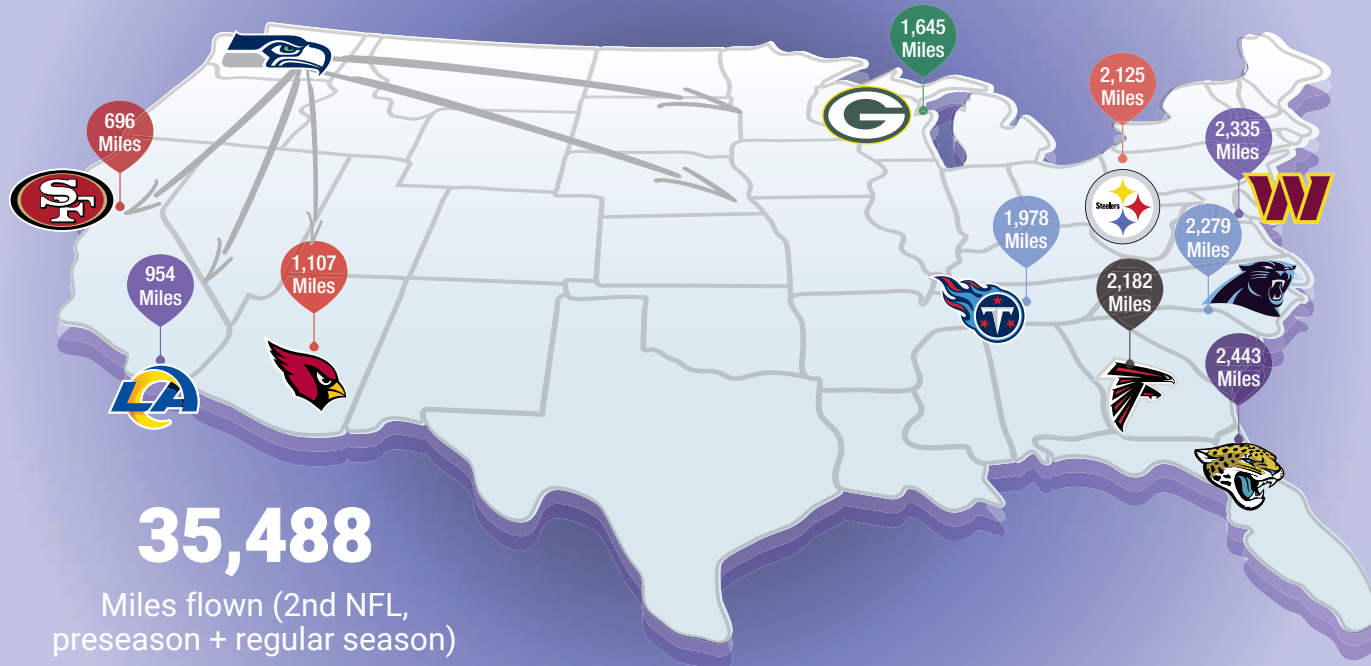 1,645
Miles
2,125
Miles
696
Miles
2,335
Miles
G
SF
Steelers
W
1,978
Miles
2,279
Miles
954
Miles
1,107
Miles
2,182
Miles
T
2,443
Miles
LA
35,488
Miles flown (2nd NFL,
preseason + regular season)